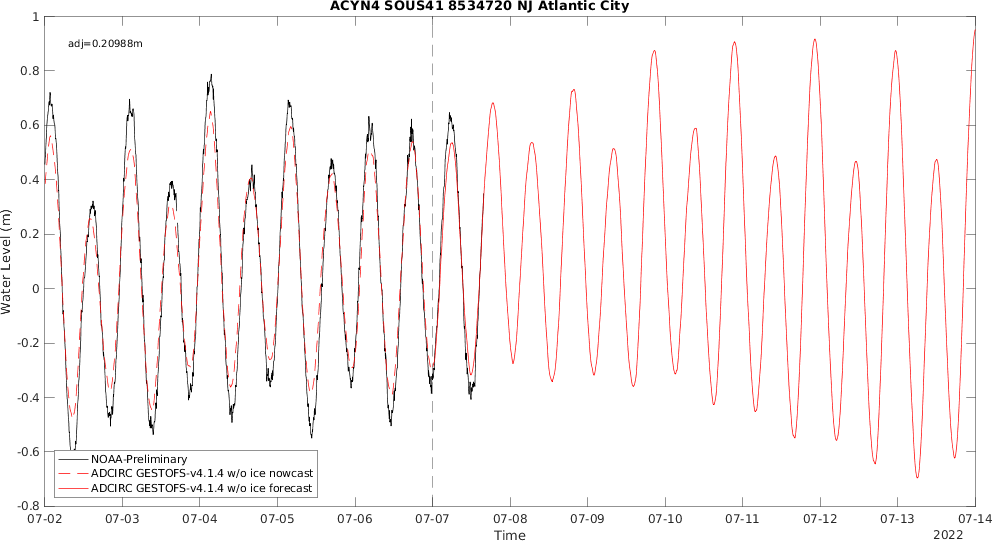 ACYN4 SOUS41 8534720 NJ Atlantic City
adj=0.20988m
1
0.8
0.6
0.4
0.2
0
-0.2
-0.4
-0.6
-0.8
Water Level (m)
NOAA-Preliminary
ADCIRC GESTOFS-v4.1.4 w/o ice nowcast
ADCIRC GESTOFS-v4.1.4 w/o ice forecast
07-02 07-03 07-04 07-05 07-06 07-07 07-08 07-09 07-10 07-11 07-12 07-13 07-14
Time
2022